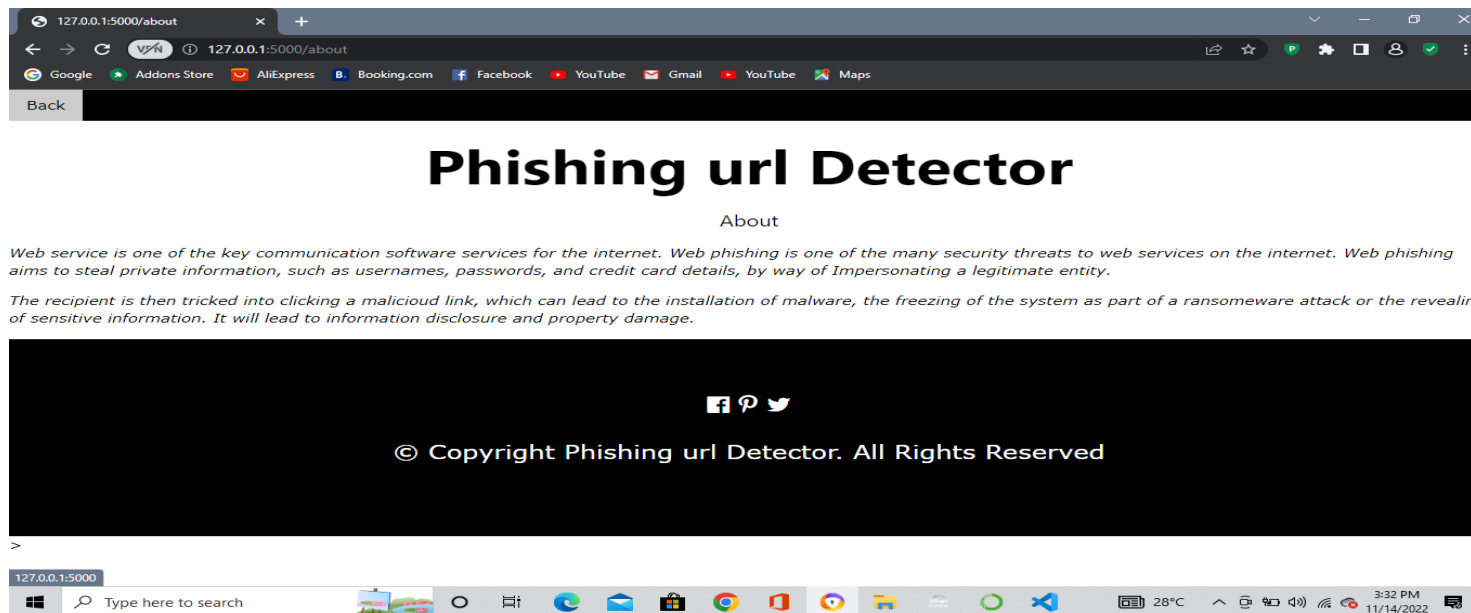 127.0.0.1:5000/about
VPN 127.0.0.1:5000/about
Google Addons Store AliExpress B. Booking.com Facebook YouTube Gmail YouTube Maps
Back
Phishing url Detector
About
Web service is one of the key communication software services for the internet. Web phishing is one of the many security threats to web services on the internet. Web phishing
aims to steal private information, such as usernames, passwords, and credit card details, by way of Impersonating a legitimate entity.
The recipient is then tricked into clicking a malicioud link, which can lead to the installation of malware, the freezing of the system as part of a ransomeware attack or the revealin
of sensitive information. It will lead to information disclosure and property damage.
© Copyright Phishing url Detector. All Rights Reserved
>
127.0.0.1:5000
Type here to search
28°C
3:32 PM
11/14/2022